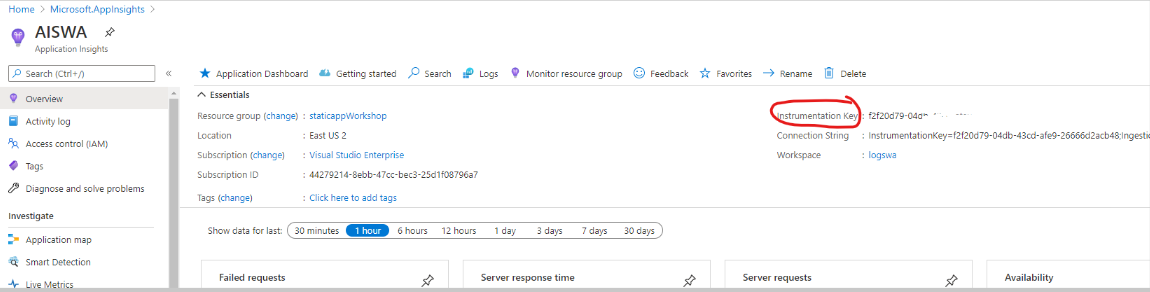 Home > Microsoft.AppInsights >
AISWA
Application Insights
Search (Ctrl+/)
«
Overview
Activity log
Access control (IAM)
Tags
Diagnose and solve problems
Investigate
Application map
Smart Detection
Live Metrics
Application Dashboard Getting started Search Logs Monitor resource group Feedback Favorites Rename Delete
Essentials
Resource group (change) : staticappWorkshop
Location : East US 2
Subscription (change) : Visual Studio Enterprise
Subscription ID : 44279214-8ebb-47cc-bec3-25d1f08796a7
Tags (change) : Click here to add tags
Instrumentation Key : f2f20d79-04db-
Connection String : InstrumentationKey=f2f20d79-04db-43cd-afe9-26666d2acb48;Ingesti
Workspace : logswa
Show data for last: 30 minutes 1 hour 6 hours 12 hours 1 day 3 days 7 days 30 days
Failed requests
Server response time
Server requests
Availability